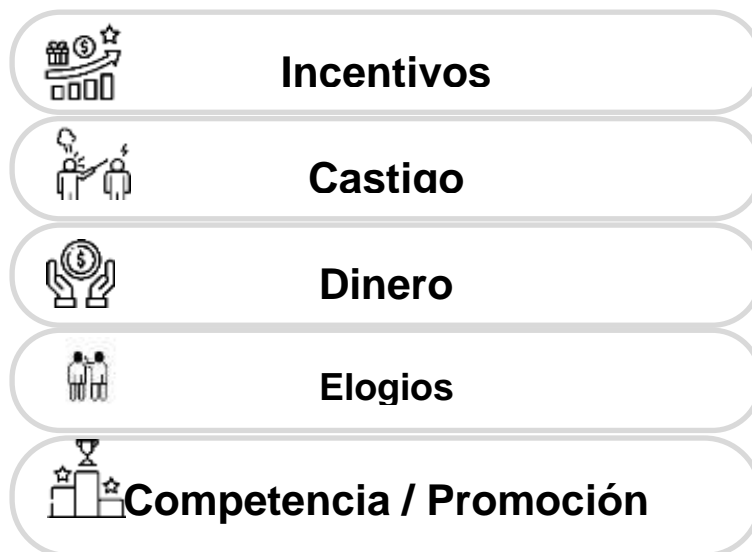 Incentivos
Castigo
Dinero
Elogios
Competencia / Promoción